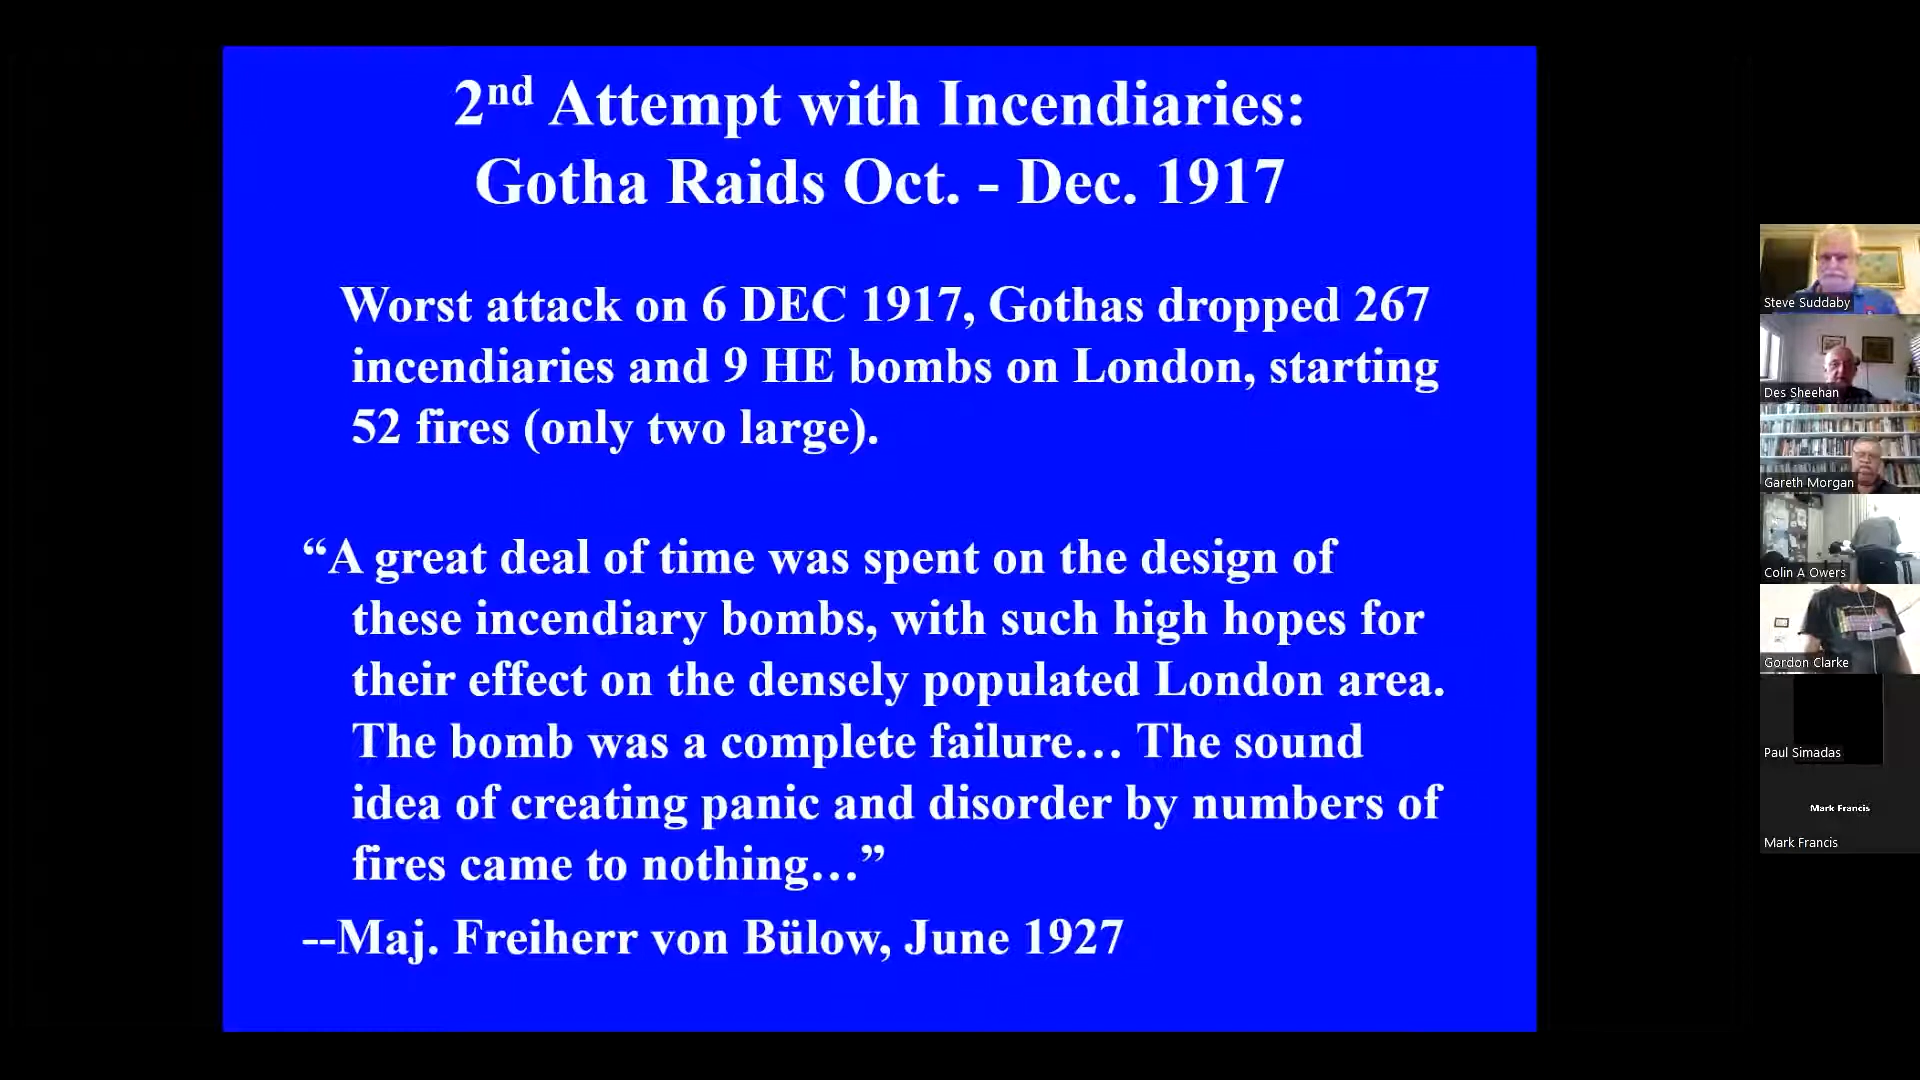 2nd Attempt with Incendiaries:
Gotha Raids Oct. - Dec. 1917
Worst attack on 6 DEC 1917, Gothas dropped 267
incendiaries and 9 HE bombs on London, starting
52 fires (only two large).
“A great deal of time was spent on the design of
these incendiary bombs, with such high hopes for
their effect on the densely populated London area.
The bomb was a complete failure… The sound
idea of creating panic and disorder by numbers of
fires came to nothing…”
--Maj. Freiherr von Bülow, June 1927
Steve Suddaby
Des Sheehan
Gareth Morgan
Colin A Owers
Gordon Clarke
Paul Simadas
Mark Francis
Mark Francis